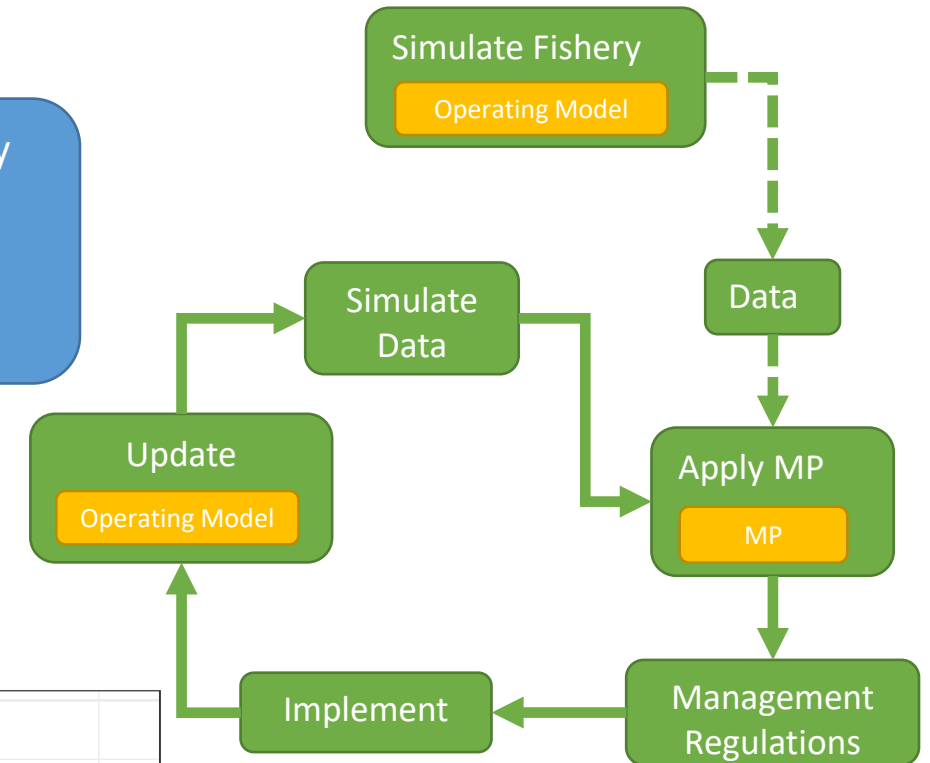 Simulate Fishery
Operating Model
Data
Simulate
Data
Update
Operating Model
Apply MP
MP
Implement
Management
Regulations